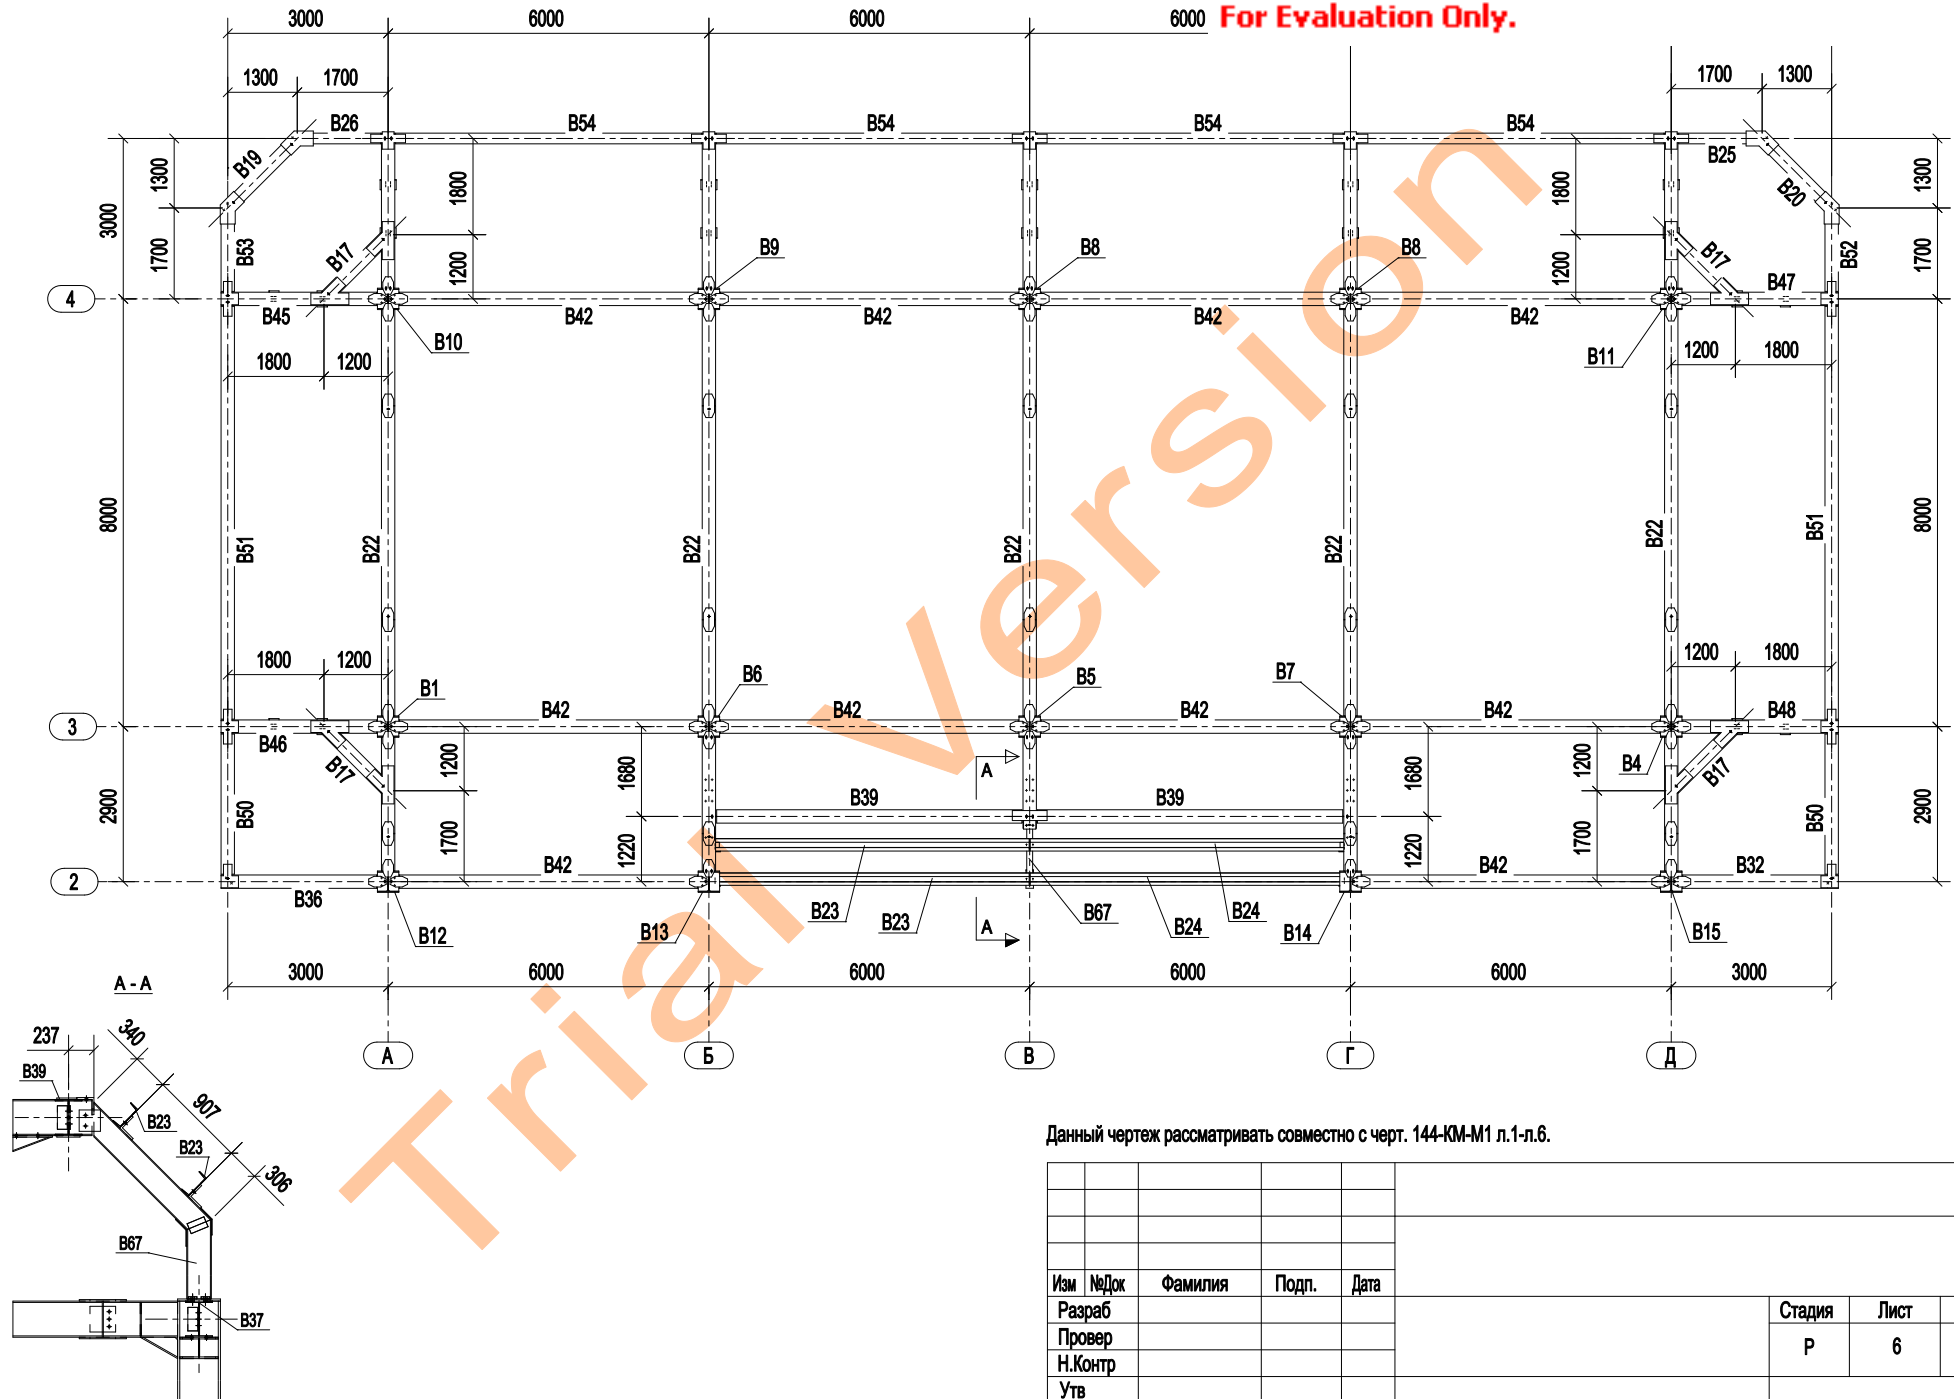 3000 6000 6000 6000 For Evaluation Only.
1300 1700 1700 1300
B26 B54 B54 B54 B54 B25
B19 B20
1300 1800 1800 1300
3000 3000
1700 B53 B17 1200 B9 B8 B8 1200 B17 B52 1700
4 B45 B42 B42 B42 B42 B47
B10 B11
1800 1200 1200 1800
8000 B51 B22 B22 B22 B22 B22 B51 8000
1800 1200 1200 1800
B1 B6 B5 B7
3 B46 B42 B42 B42 B42 B48
B17 1200 1680 A 1680 1200 B4 B17
2900 B50 B39 B39 B50 2900
1700 1220 1220 1700
2 B36 B42 B42 B32
B12 B13 B23 B23 A B67 B24 B24 B14 B15
3000 6000 6000 6000 6000 3000
А Б В Г Д
A - A
237 340
B39 907
B23
B23
306
B67
B37
Trial Version
Данный чертеж рассматривать совместно с черт. 144-КМ-М1 л.1-л.6.
Изм №Док Фамилия Подп. Дата
Разраб Стадия Лист
Провер Р 6
Н.Контр
Утв